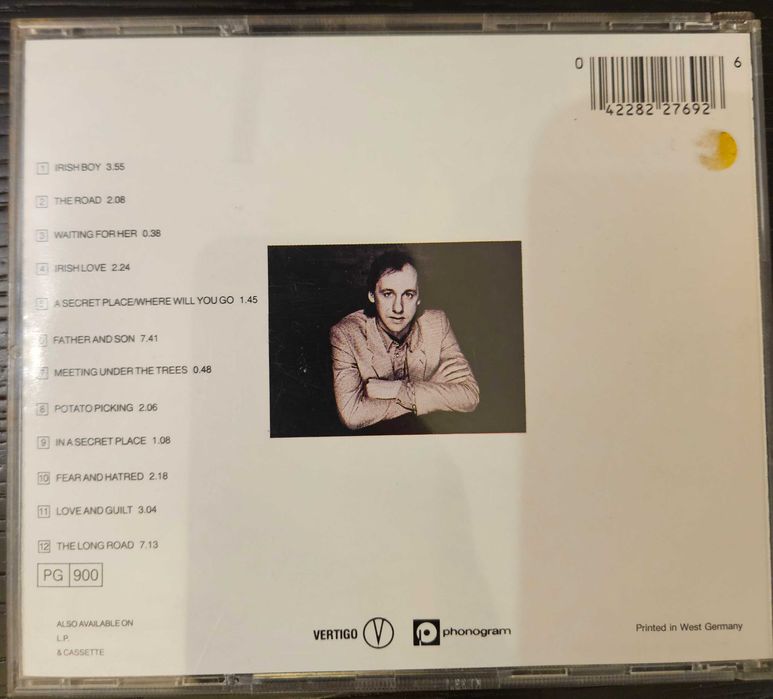 0 42282 27692 6
1 IRISH BOY 3.55
2 THE ROAD 2.08
3 WAITING FOR HER 0.38
4 IRISH LOVE 2.24
5 A SECRET PLACE/WHERE WILL YOU GO 1.45
6 FATHER AND SON 7.41
7 MEETING UNDER THE TREES 0.48
8 POTATO PICKING 2.06
9 IN A SECRET PLACE 1.08
10 FEAR AND HATRED 2.18
11 LOVE AND GUILT 3.04
12 THE LONG ROAD 7.13
PG 900
ALSO AVAILABLE ON
L.P.
& CASSETTE
VERTIGO V p phonogram
Printed in West Germany